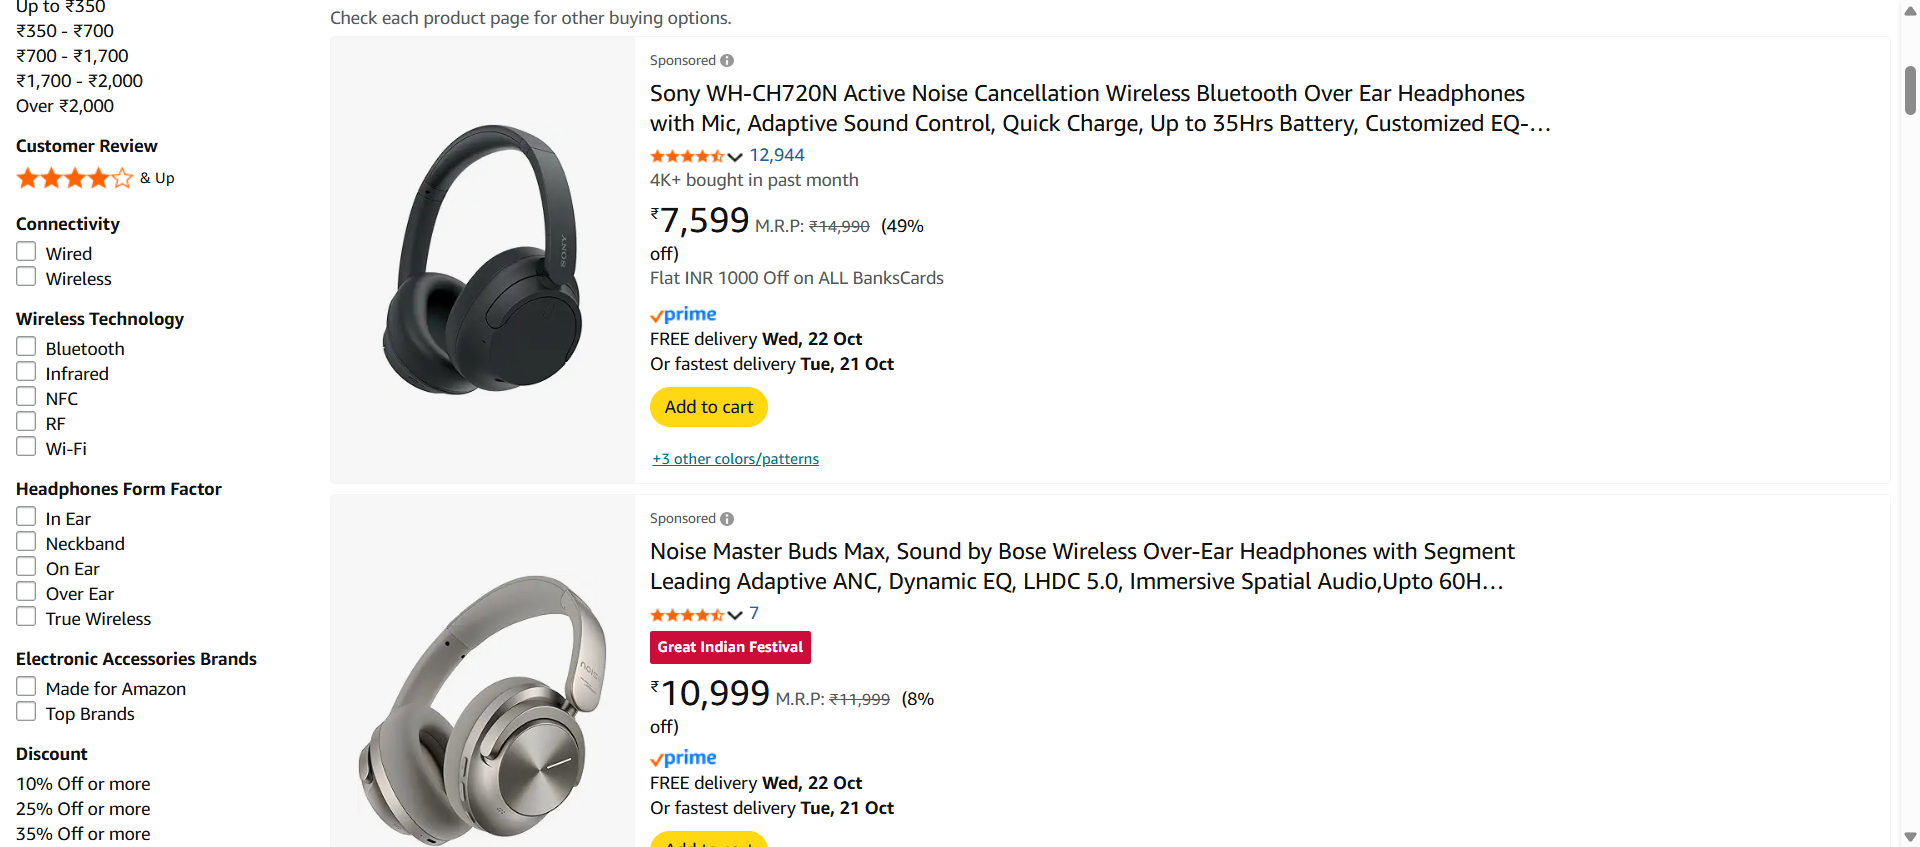 Up to ₹350
₹350 - ₹700
₹700 - ₹1,700
₹1,700 - ₹2,000
Over ₹2,000
Customer Review
& Up
Connectivity
Wired
Wireless
Wireless Technology
Bluetooth
Infrared
NFC
RF
Wi-Fi
Headphones Form Factor
In Ear
Neckband
On Ear
Over Ear
True Wireless
Electronic Accessories Brands
Made for Amazon
Top Brands
Discount
10% Off or more
25% Off or more
35% Off or more
Check each product page for other buying options.
SONY
Sponsored
Sony WH-CH720N Active Noise Cancellation Wireless Bluetooth Over Ear Headphones
with Mic, Adaptive Sound Control, Quick Charge, Up to 35Hrs Battery, Customized EQ-…
12,944
4K+ bought in past month
₹7,599 M.R.P: ₹14,990 (49%
off)
Flat INR 1000 Off on ALL BanksCards
prime
FREE delivery Wed, 22 Oct
Or fastest delivery Tue, 21 Oct
Add to cart
+3 other colors/patterns
noise
Sponsored
Noise Master Buds Max, Sound by Bose Wireless Over-Ear Headphones with Segment
Leading Adaptive ANC, Dynamic EQ, LHDC 5.0, Immersive Spatial Audio,Upto 60H…
7
Great Indian Festival
₹10,999 M.R.P: ₹11,999 (8%
off)
prime
FREE delivery Wed, 22 Oct
Or fastest delivery Tue, 21 Oct
Add to cart